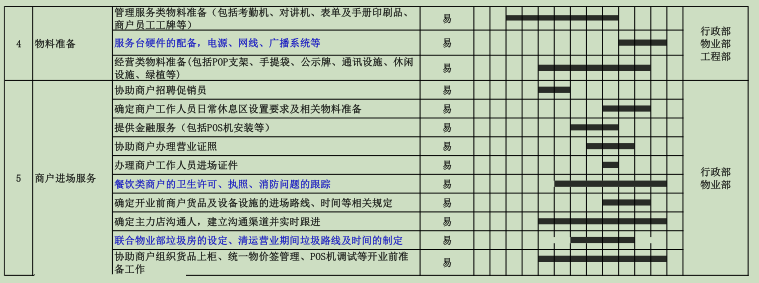 管理服务类物料准备（包括考勤机、对讲机、表单及手册印刷品、
商户员工工牌等） 易
4 物料准备 服务台硬件的配备，电源、网线、广播系统等 易 行政部
物业部
工程部
经营类物料准备(包括POP支架、手提袋、公示牌、通讯设施、休闲
设施、绿植等) 易
协助商户招聘促销员 易
确定商户工作人员日常休息区设置要求及相关物料准备 易
提供金融服务（包括POS机安装等） 易
协助商户办理营业证照 易
办理商户工作人员进场证件 易
5 商户进场服务 餐饮类商户的卫生许可、执照、消防问题的跟踪 易 行政部
物业部
确定开业前商户货品及设备设施的进场路线、时间等相关规定 易
确定主力店沟通人，建立沟通渠道并实时跟进 易
联合物业部垃圾房的设定、清运营业期间垃圾路线及时间的制定 易
协助商户组织货品上柜、统一物价签管理、POS机调试等开业前准
备工作 易